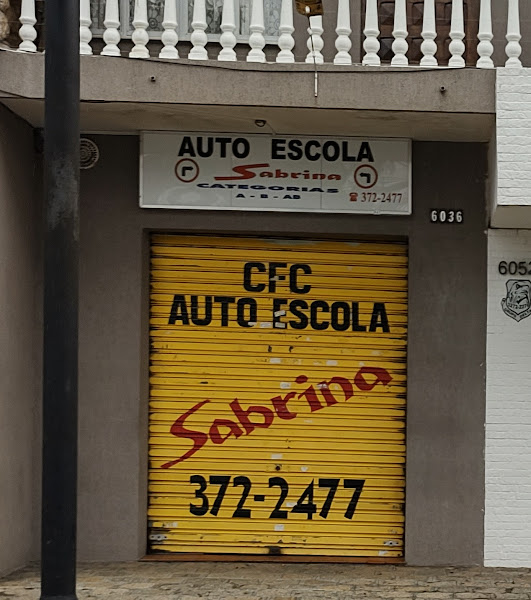 AUTO ESCOLA
Sabrina
CATEGORIAS
A - B - AB
372-2477
6036
CFC
AUTO ESCOLA
Sabrina
372-2477
6052